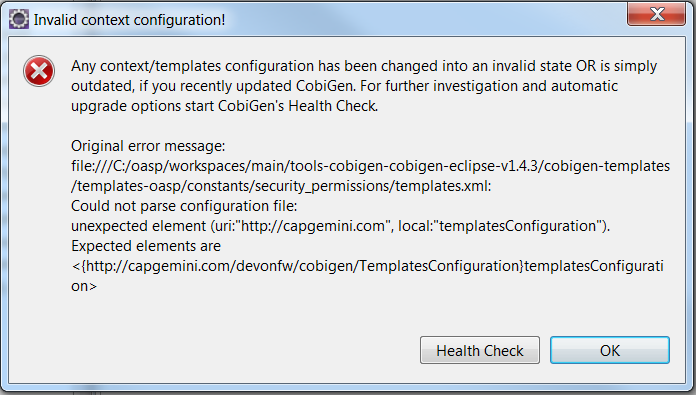 Invalid context configuration!
Any context/templates configuration has been changed into an invalid state OR is simply
outdated, if you recently updated CobiGen. For further investigation and automatic
upgrade options start CobiGen's Health Check.
Original error message:
file:///C:/oasp/workspaces/main/tools-cobigen-cobigen-eclipse-v1.4.3/cobigen-templates
/templates-oasp/constants/security_permissions/templates.xml:
Could not parse configuration file:
unexpected element (uri:"http://capgemini.com", local:"templatesConfiguration").
Expected elements are
<{http://capgemini.com/devonfw/cobigen/TemplatesConfiguration}templatesConfigurati
on>
Health Check
OK